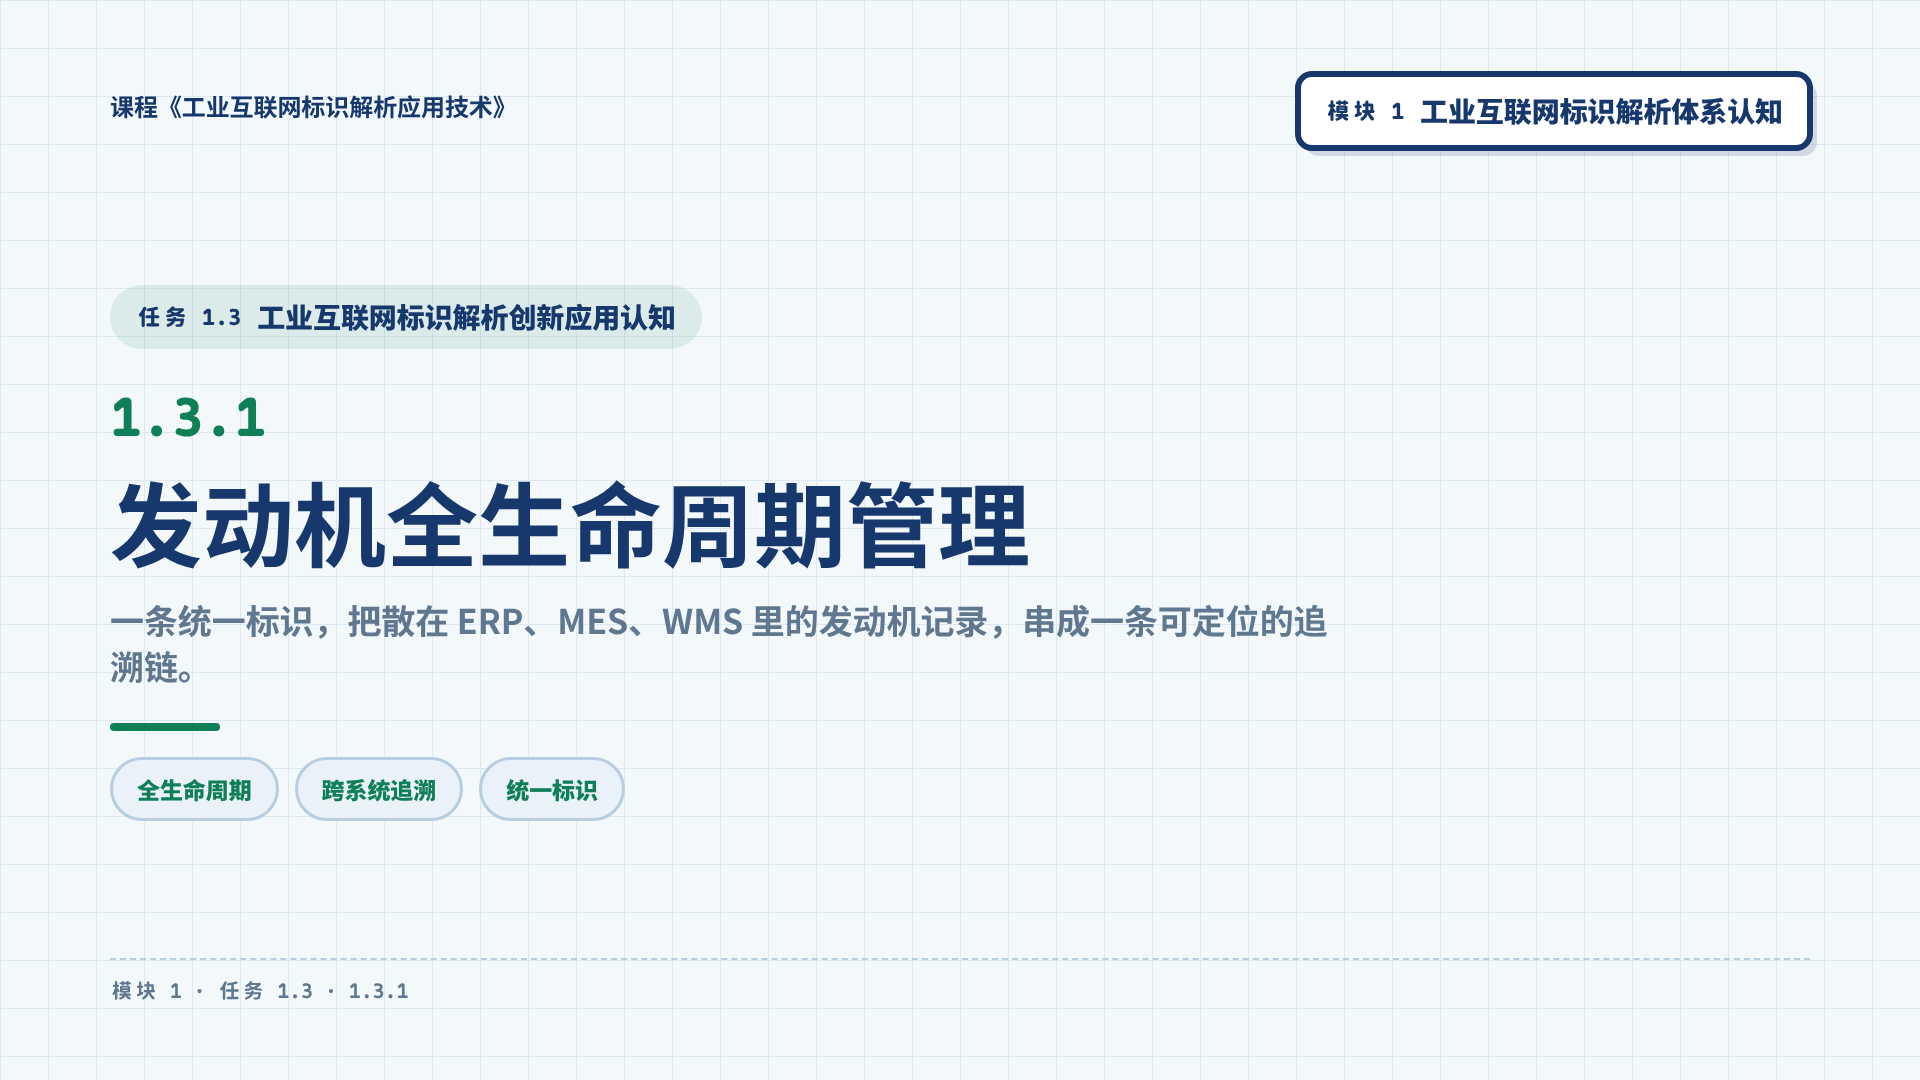 课程《工业互联网标识解析应用技术》
模块 1 工业互联网标识解析体系认知
任务 1.3 工业互联网标识解析创新应用认知
1.3.1
发动机全生命周期管理
一条统一标识，把散在 ERP、MES、WMS 里的发动机记录，串成一条可定位的追
溯链。
全生命周期
跨系统追溯
统一标识
模块 1 · 任务 1.3 · 1.3.1